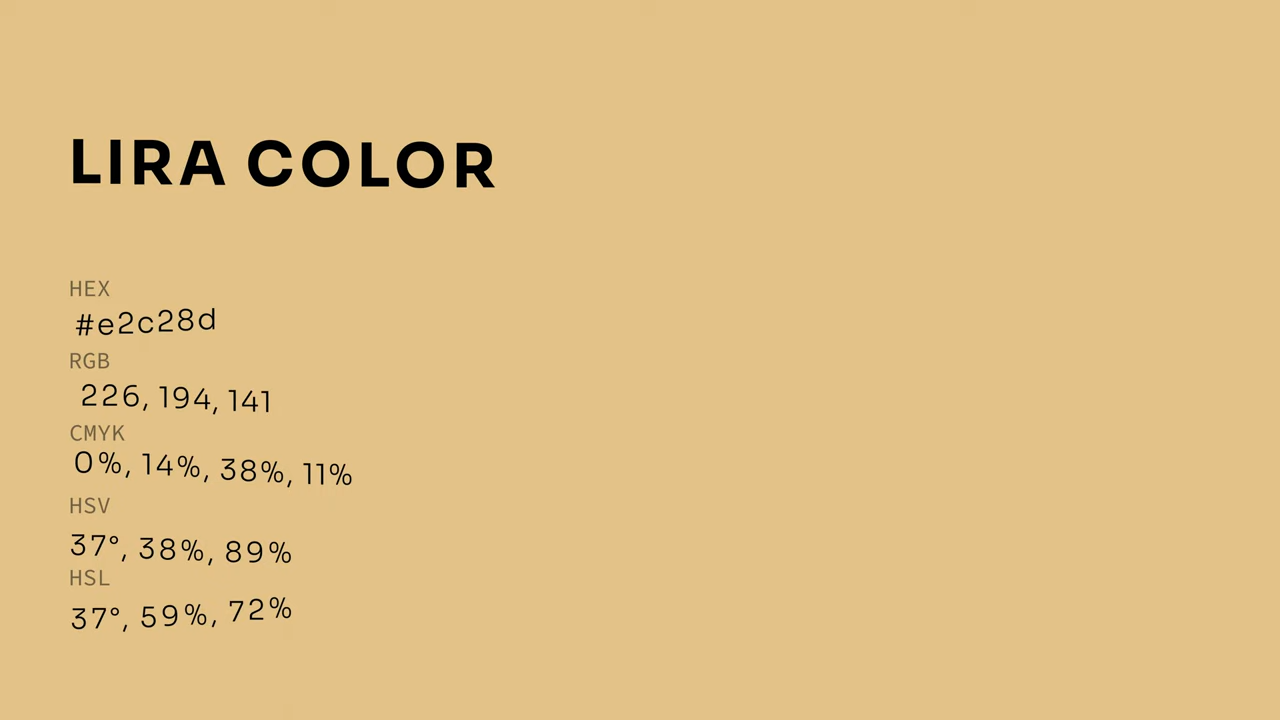 LIRA COLOR
HEX
#e2c28d
RGB
226, 194, 141
CMYK
0%, 14%, 38%, 11%
HSV
37°, 38%, 89%
HSL
37°, 59%, 72%